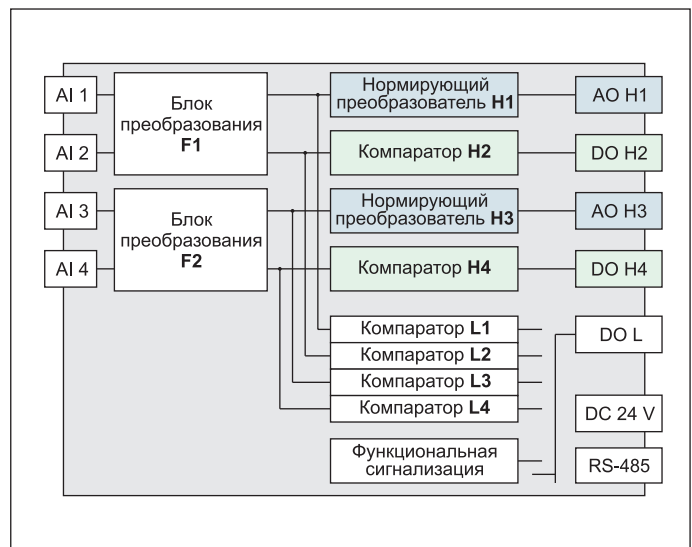 AI 1
Блок
преобразования
F1
Нормирующий
преобразователь H1
AO H1
AI 2
Компаратор H2
DO H2
AI 3
Блок
преобразования
F2
Нормирующий
преобразователь H3
AO H3
AI 4
Компаратор H4
DO H4
Компаратор L1
DO L
Компаратор L2
Компаратор L3
Компаратор L4
DC 24 V
Функциональная
сигнализация
RS-485